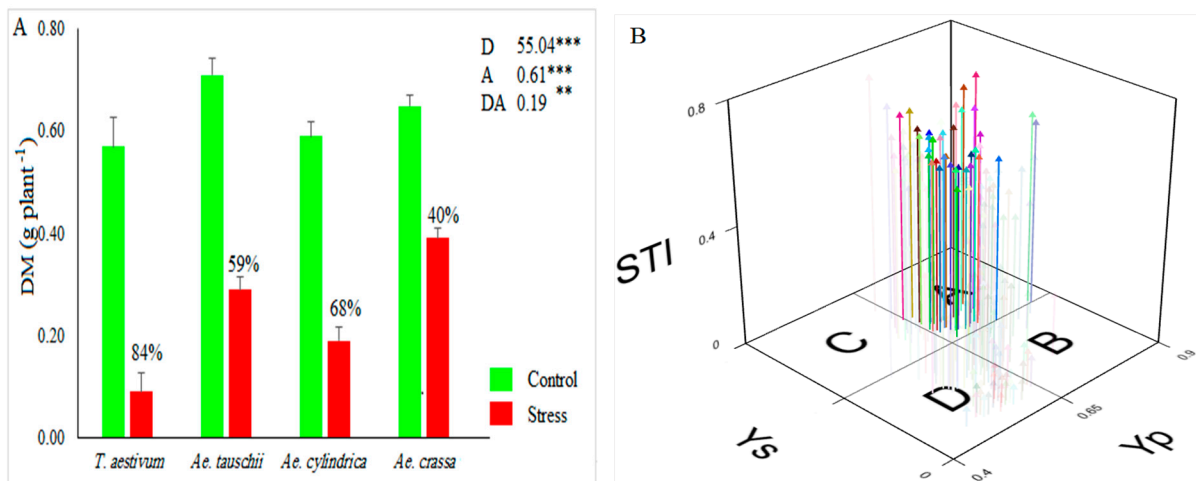 A
DM (g plant -1)
0.80
0.60
0.40
0.20
0.00
D 55.04***
A 0.61***
DA 0.19 **
84%
59%
68%
40%
Control
Stress
T. aestivum Ae. tauschii Ae. cylindrica Ae. crassa
B
STI
0.8
0.4
0
A
C
B
D
Ys
Yp
0
0.4
0.65
0.9